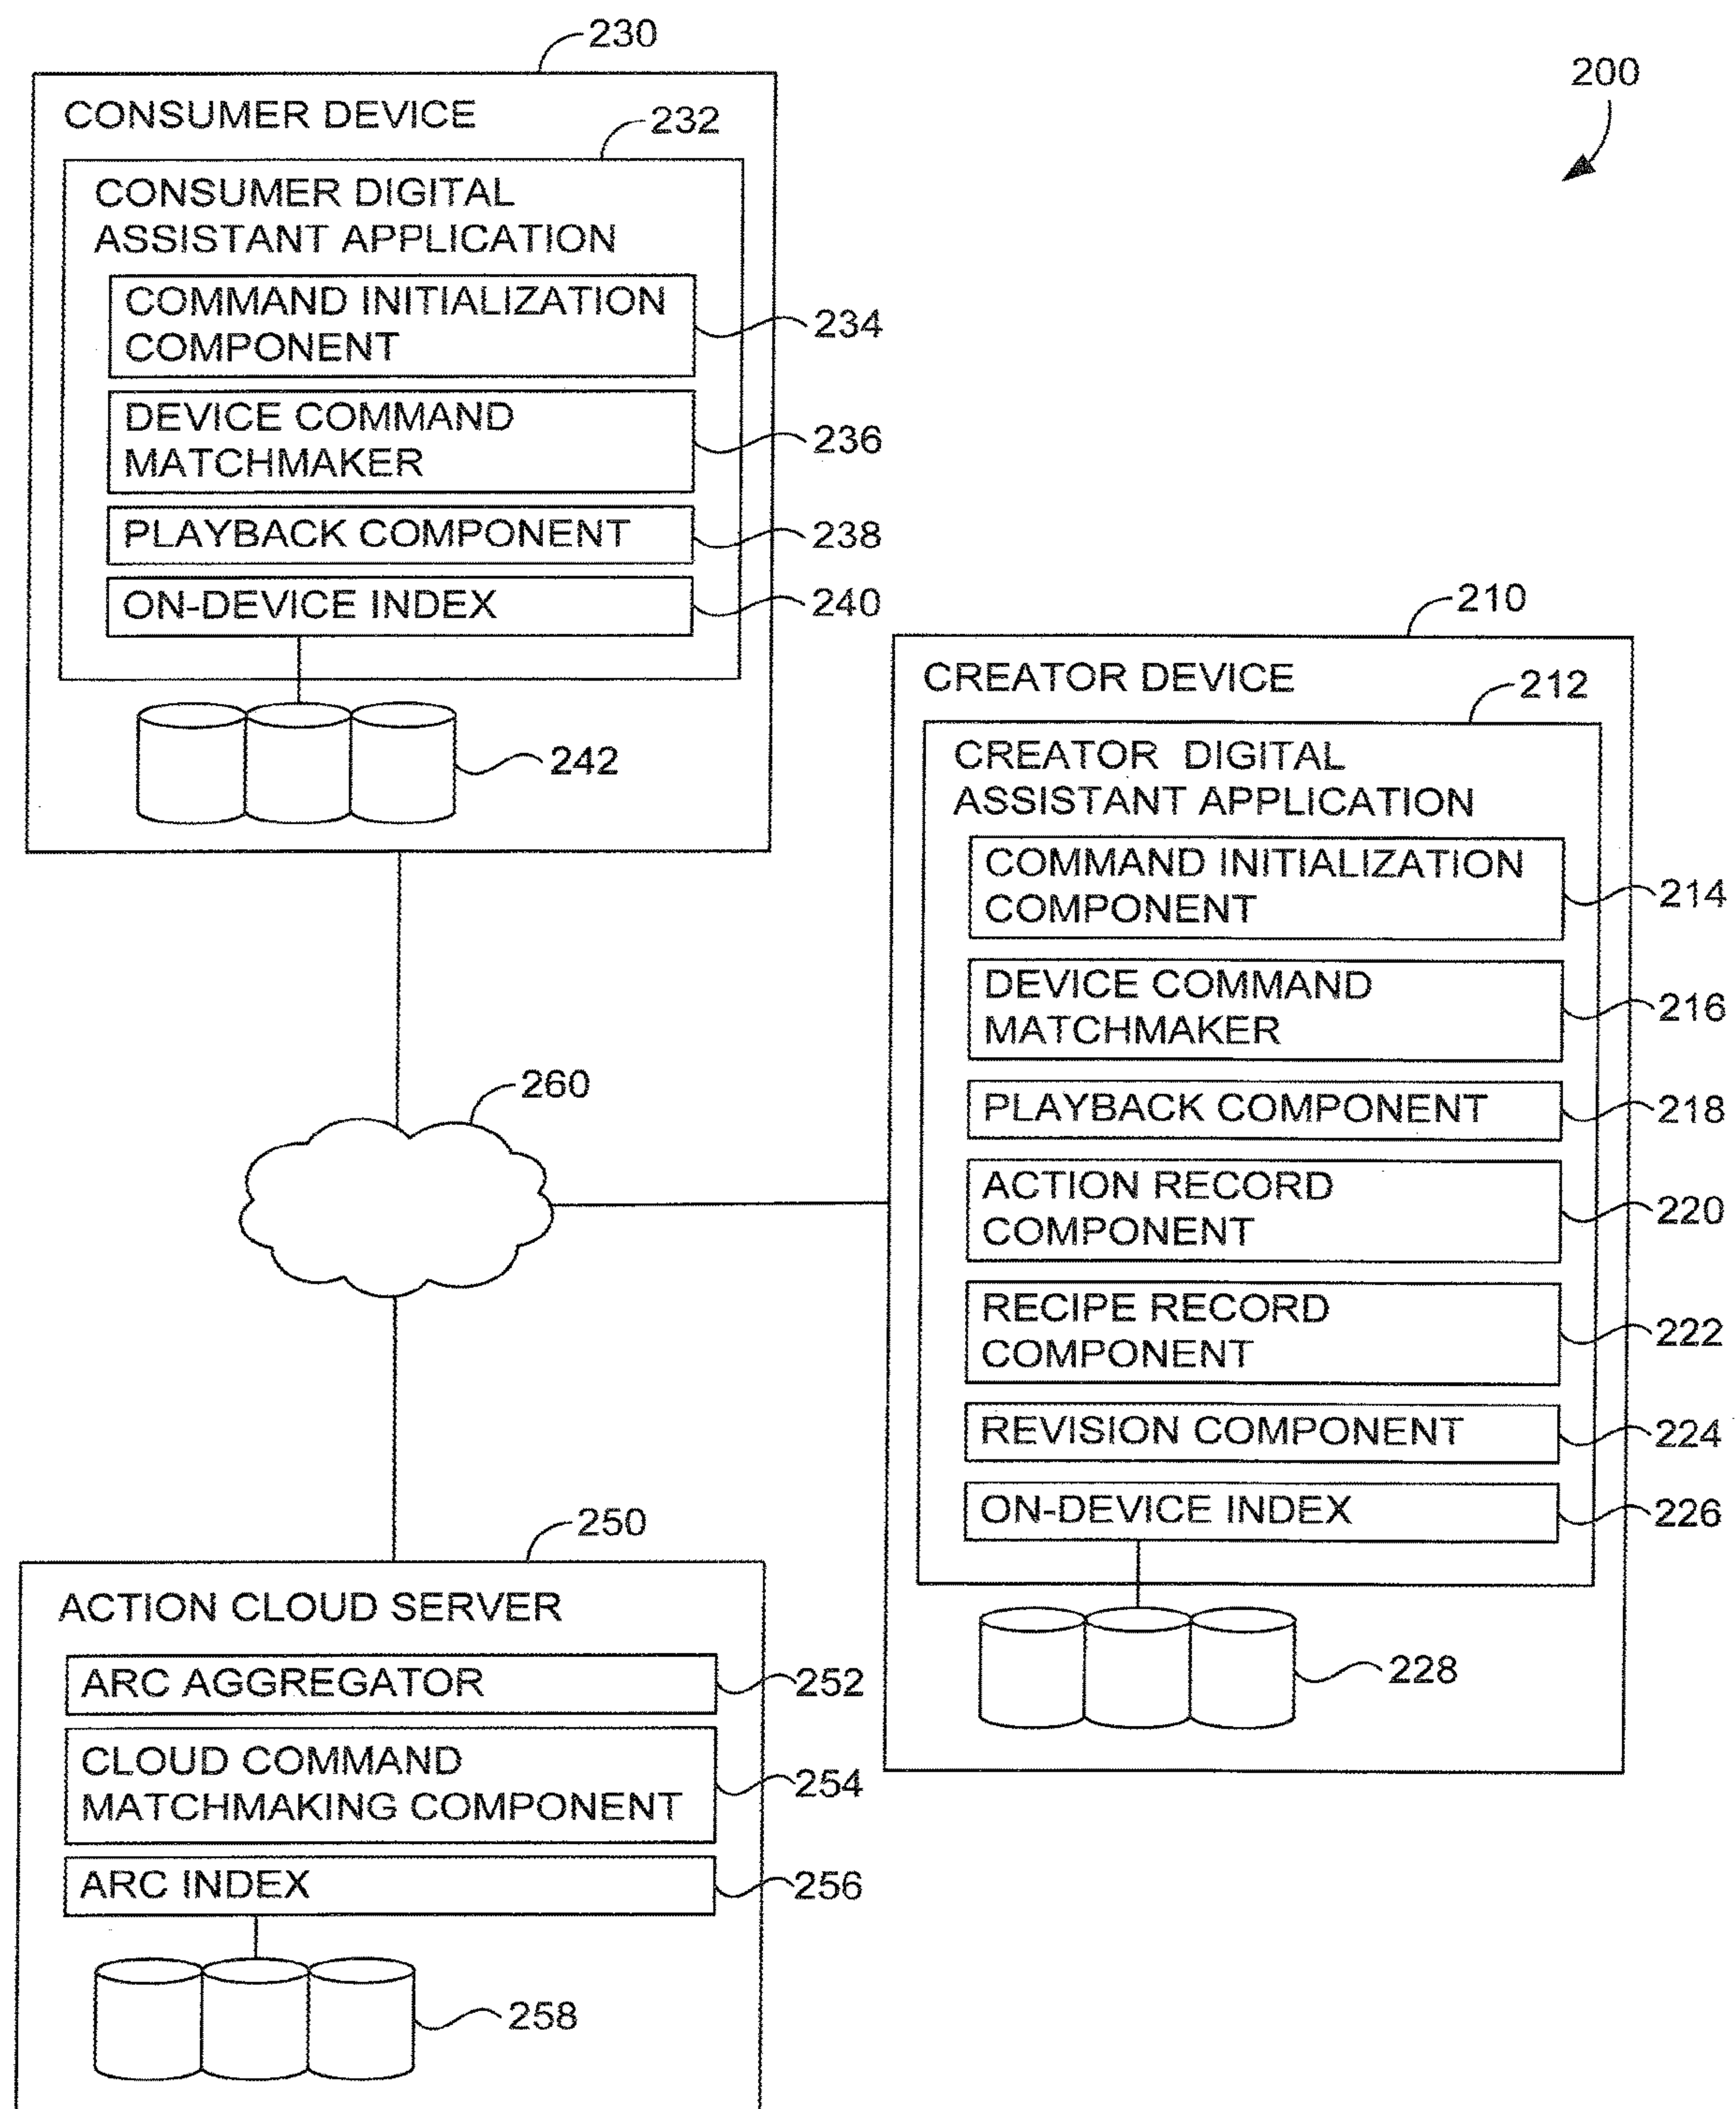 230
200
CONSUMER DEVICE
232
CONSUMER DIGITAL
ASSISTANT APPLICATION
COMMAND INITIALIZATION
COMPONENT
234
DEVICE COMMAND
MATCHMAKER
236
PLAYBACK COMPONENT
238
ON-DEVICE INDEX
240
242
210
CREATOR DEVICE
212
CREATOR DIGITAL
ASSISTANT APPLICATION
COMMAND INITIALIZATION
COMPONENT
214
DEVICE COMMAND
MATCHMAKER
216
PLAYBACK COMPONENT
218
ACTION RECORD
COMPONENT
220
RECIPE RECORD
COMPONENT
222
REVISION COMPONENT
224
ON-DEVICE INDEX
226
228
260
250
ACTION CLOUD SERVER
ARC AGGREGATOR
252
CLOUD COMMAND
MATCHMAKING COMPONENT
254
ARC INDEX
256
258